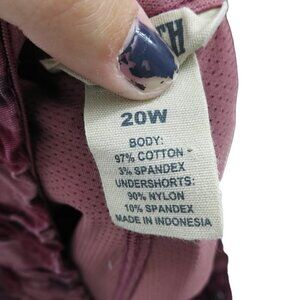 20W
BODY:
97% COTTON
3% SPANDEX
UNDERSHORTS:
90% NYLON
10% SPANDEX
MADE IN INDONESIA